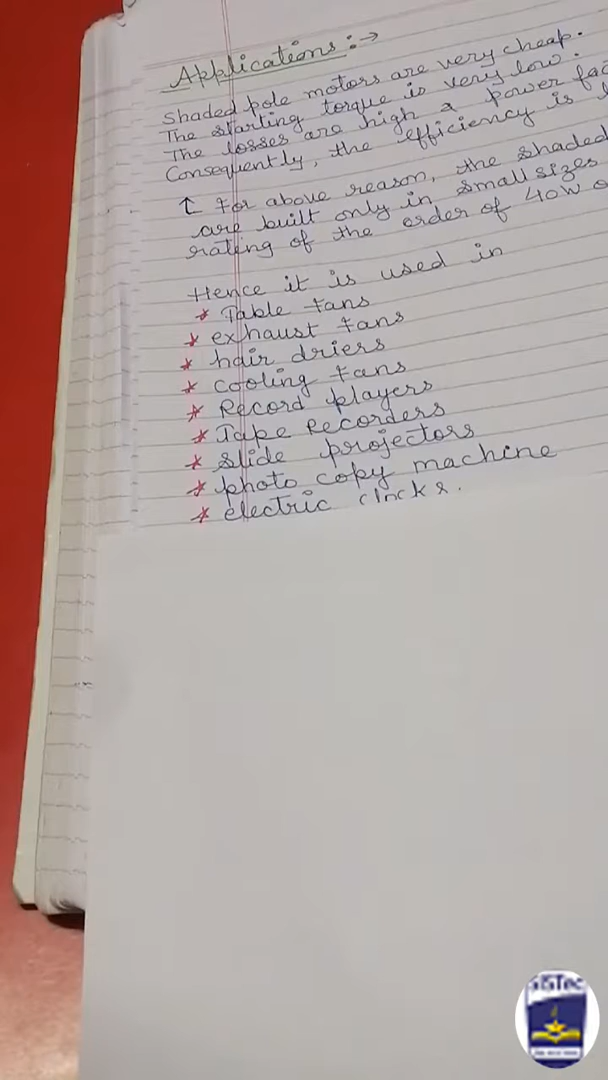 Applications :→
Shaded pole motors are very cheap.
The starting torque is very low.
The losses are high & power
Consequently, the efficiency is
↑ For above reason, the shaded
are built only in small sizes
rating of the order of 40W
Hence it is used in
* Table fans
* exhaust fans
* hair driers
* cooling fans
* Record players
* Tape Recorders
* slide projectors
* photo copy machine
* electric clocks.
SISTec